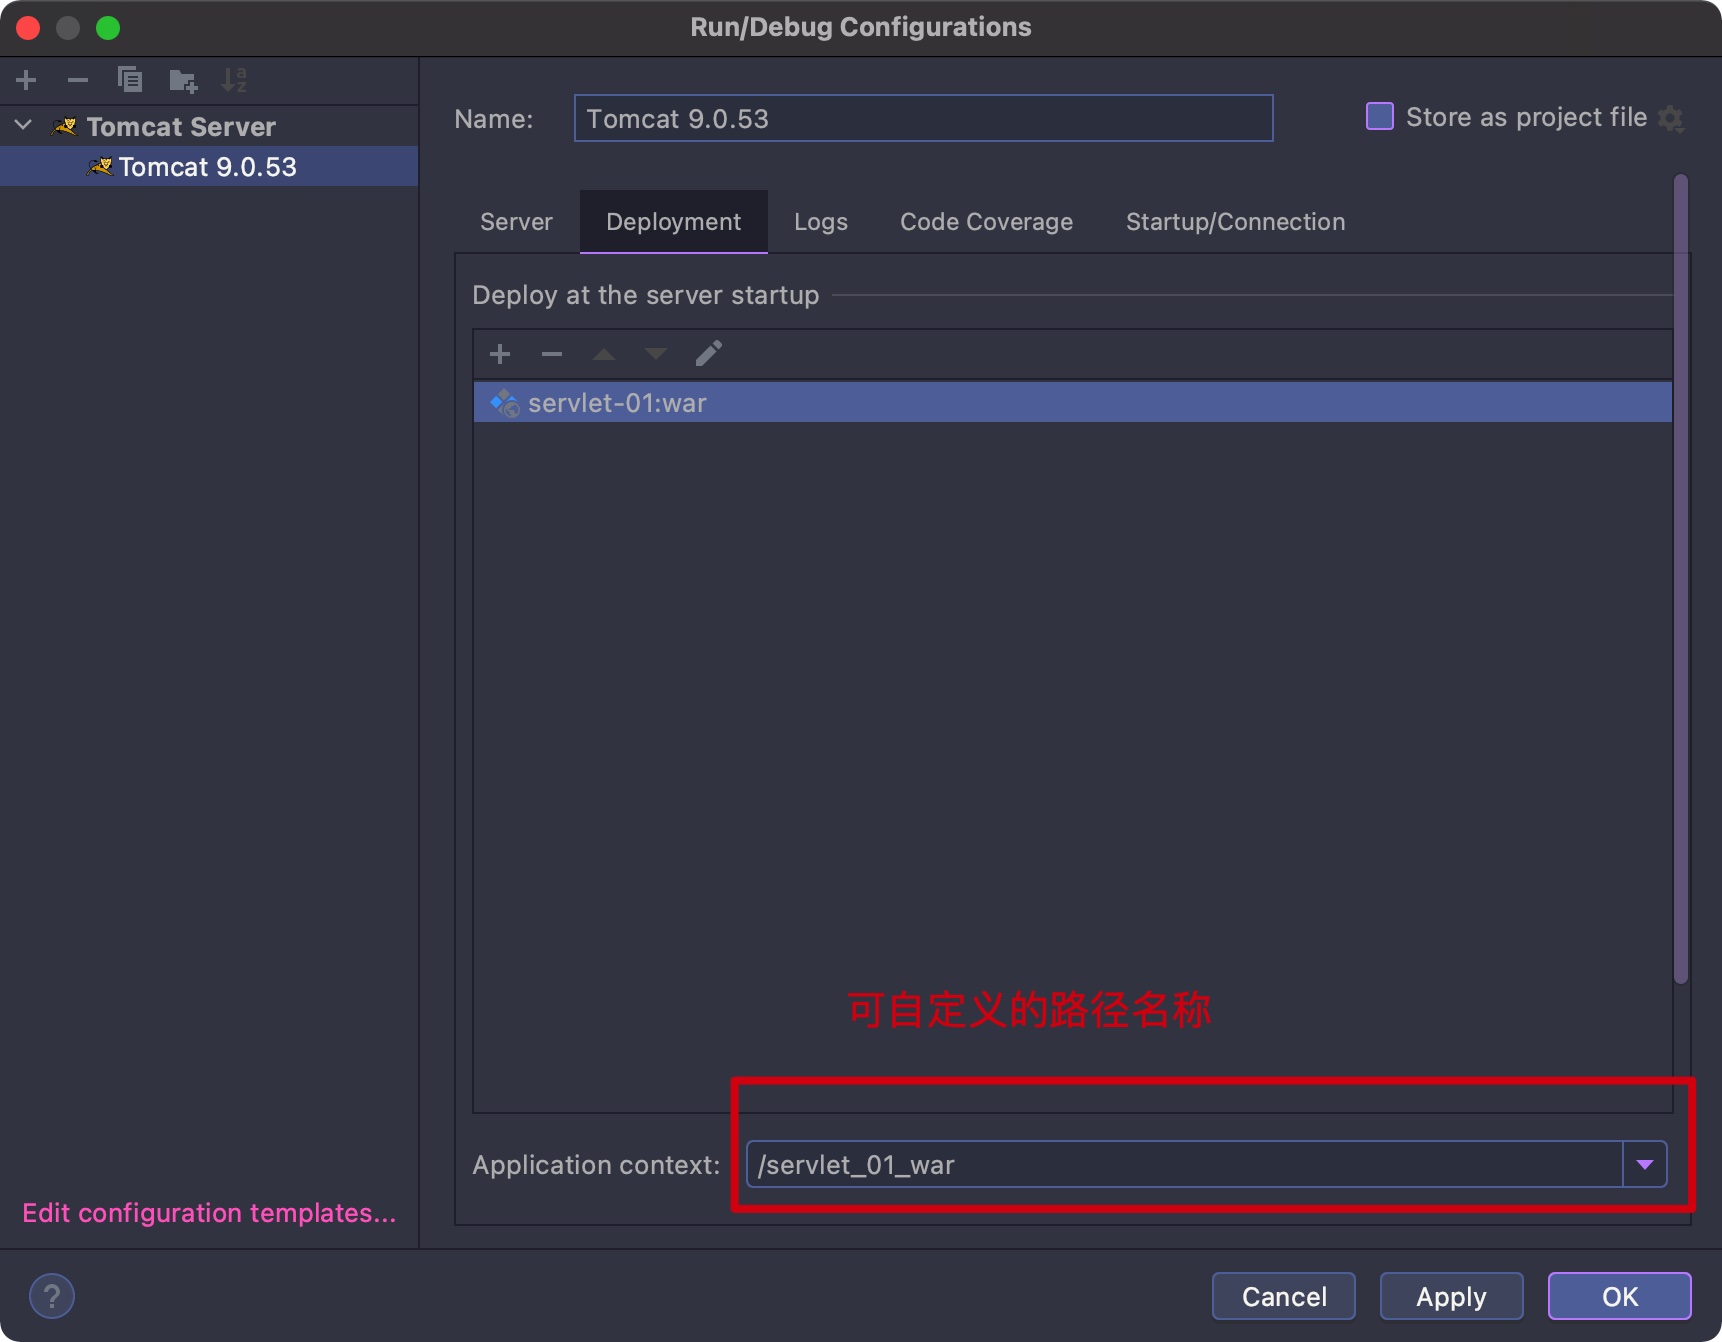 Run/Debug Configurations
Tomcat Server
Tomcat 9.0.53
Edit configuration templates...
Name:
Tomcat 9.0.53
Store as project file
Server
Deployment
Logs
Code Coverage
Startup/Connection
Deploy at the server startup
servlet-01:war
可自定义的路径名称
Application context:
/servlet_01_war
?
Cancel
Apply
OK